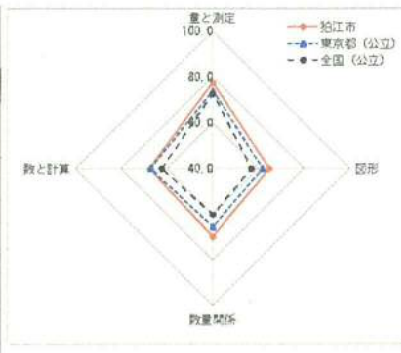 量と測定
100.0
狛江市
東京都（公立）
全国（公立）
80.0
60.0
数と計算
40.0
図形
数量関係